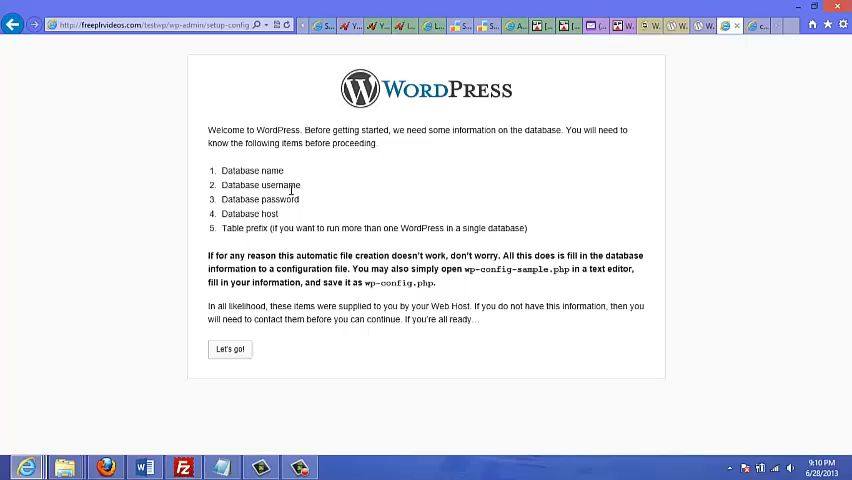 http://freeplrvideos.com/testwp/wp-admin/setup-config
WORDPRESS
Welcome to WordPress. Before getting started, we need some information on the database. You will need to
know the following items before proceeding.
1. Database name
2. Database username
3. Database password
4. Database host
5. Table prefix (if you want to run more than one WordPress in a single database)
If for any reason this automatic file creation doesn't work, don't worry. All this does is fill in the database
information to a configuration file. You may also simply open wp-config-sample.php in a text editor,
fill in your information, and save it as wp-config.php.
In all likelihood, these items were supplied to you by your Web Host. If you do not have this information, then you
will need to contact them before you can continue. If you're all ready…
Let's go!
9:10 PM
6/28/2013